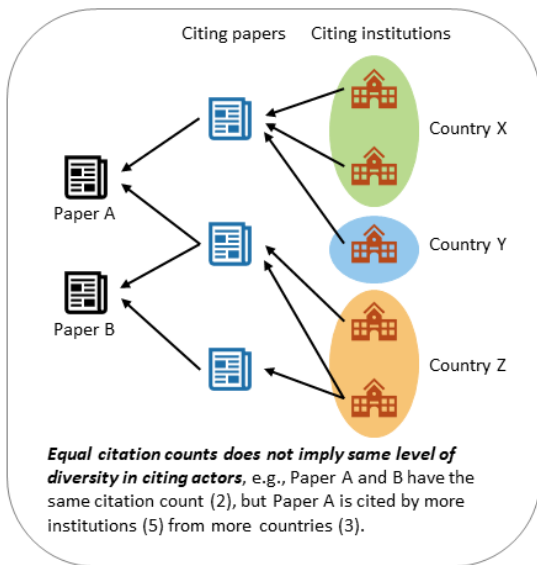 Citing papers
Citing institutions
Country X
Paper A
Country Y
Paper B
Country Z
Equal citation counts does not imply same level of
diversity in citing actors, e.g., Paper A and B have the
same citation count (2), but Paper A is cited by more
institutions (5) from more countries (3).